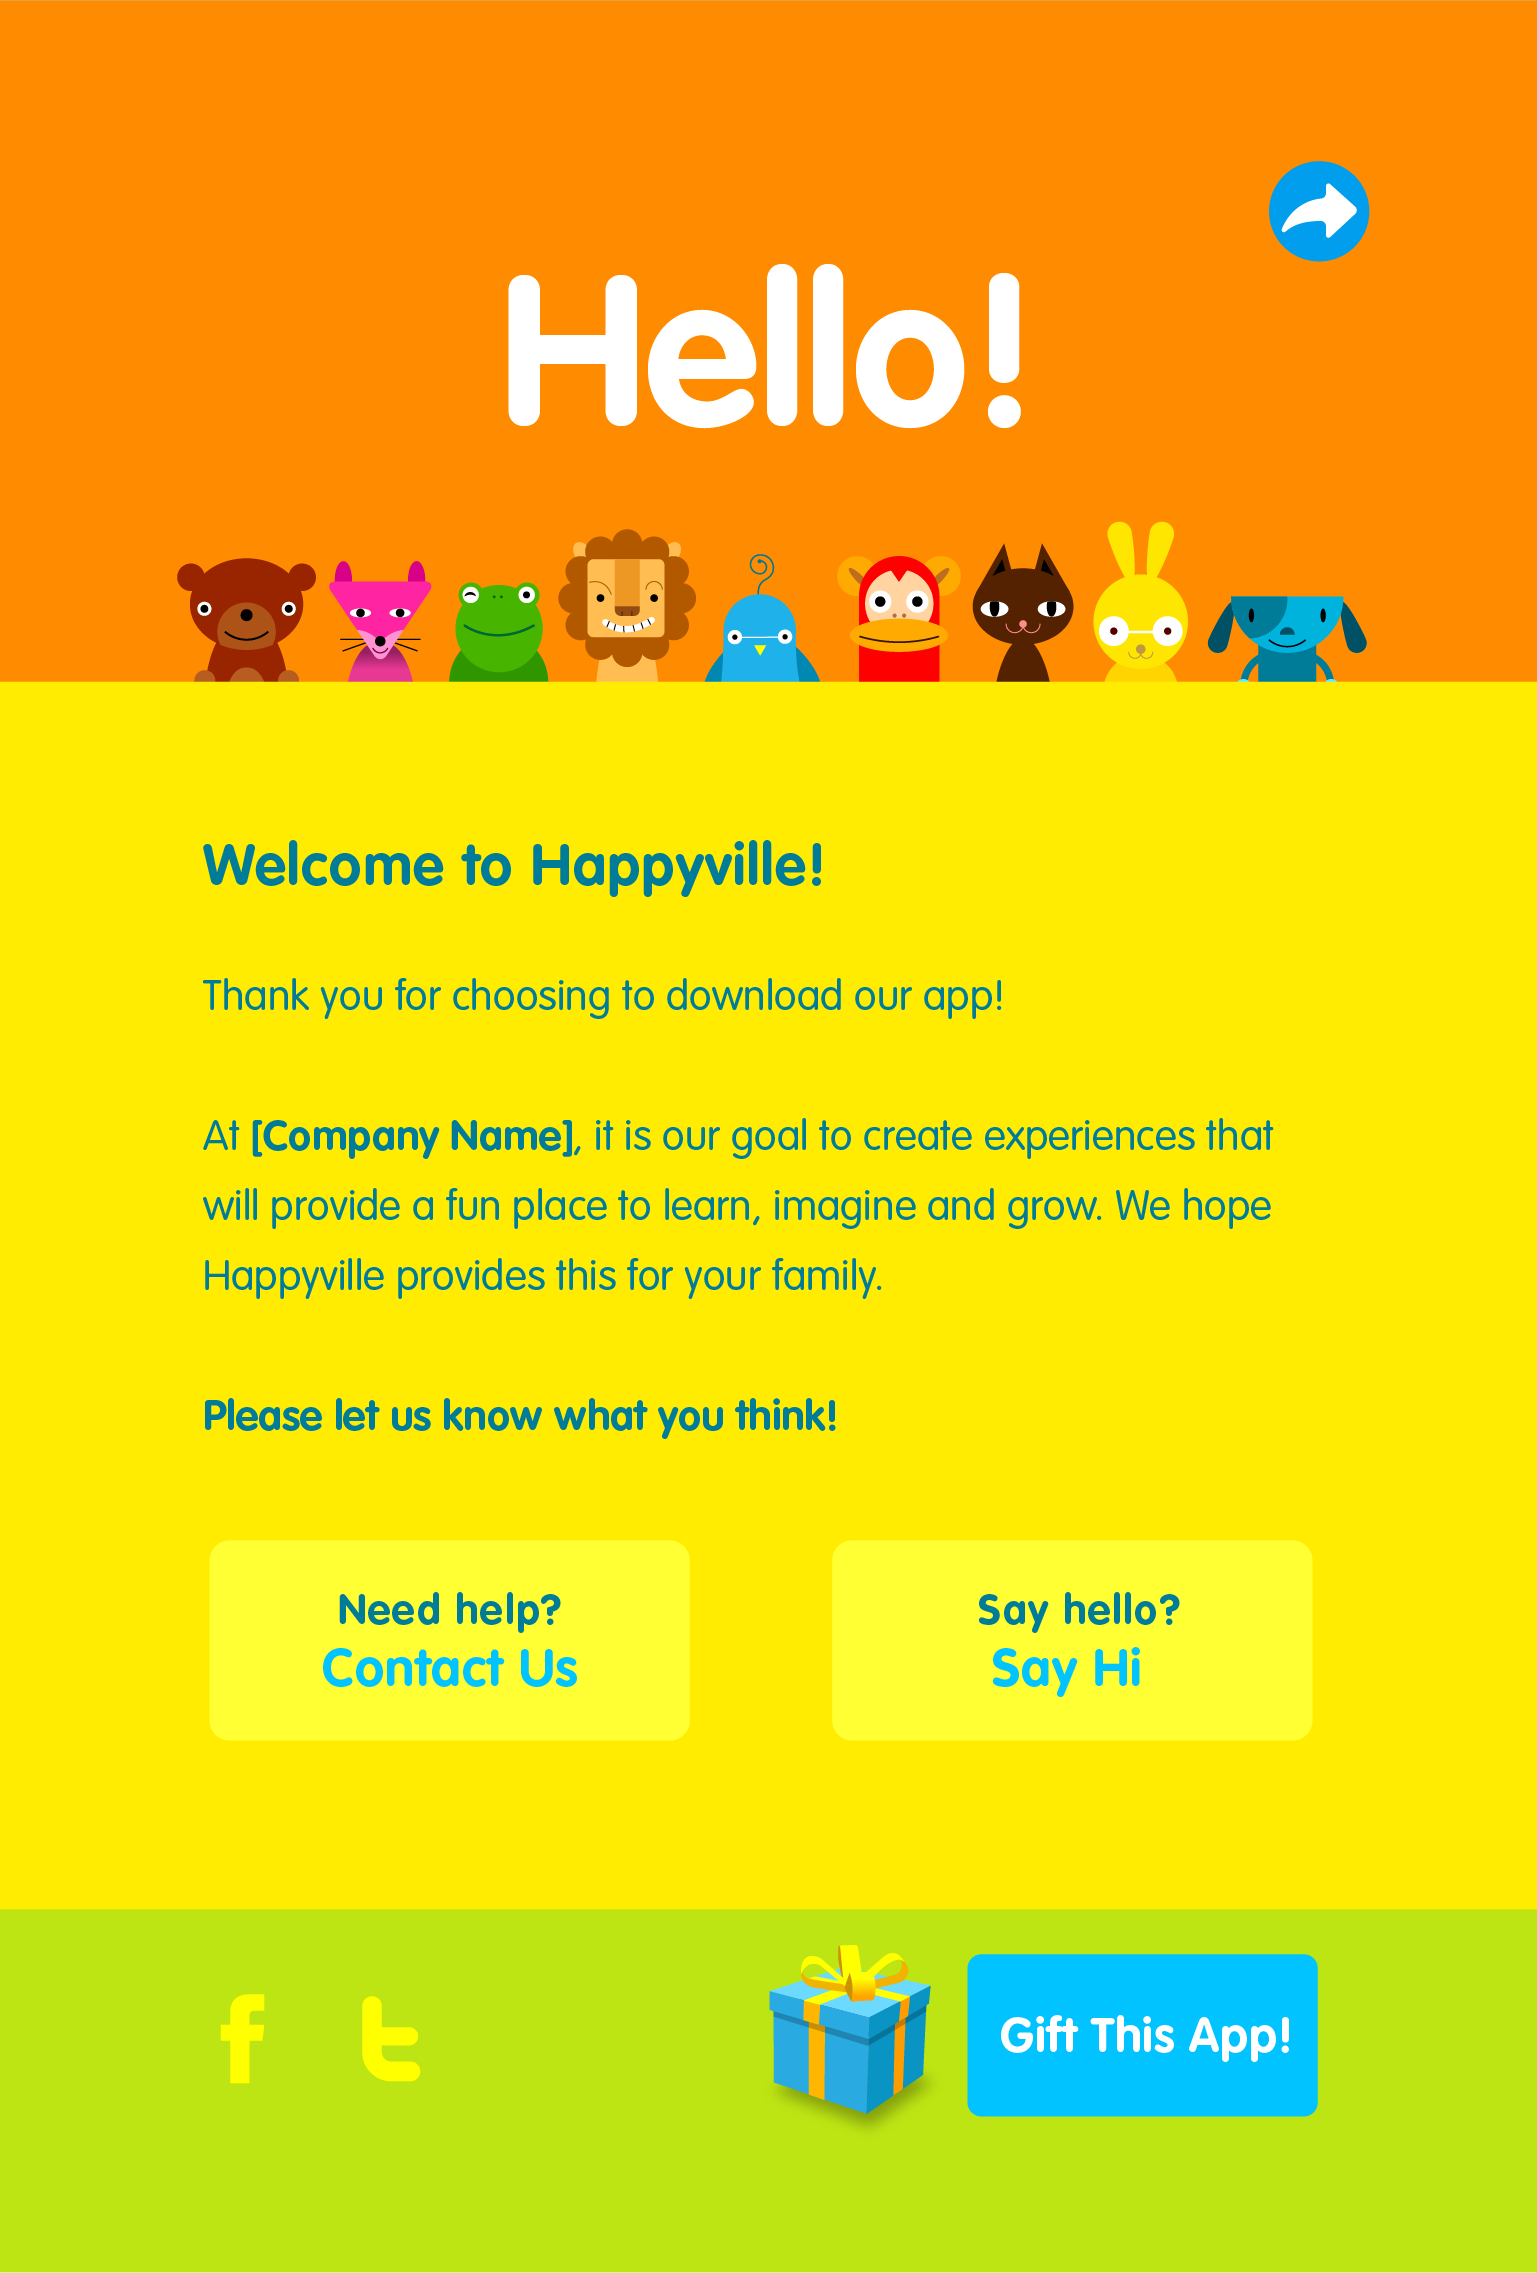 Hello!
Welcome to Happyville!
Thank you for choosing to download our app!
At [Company Name], it is our goal to create experiences that
will provide a fun place to learn, imagine and grow. We hope
Happyville provides this for your family.
Please let us know what you think!
Need help?
Contact Us
Say hello?
Say Hi
f
t
Gift This App!